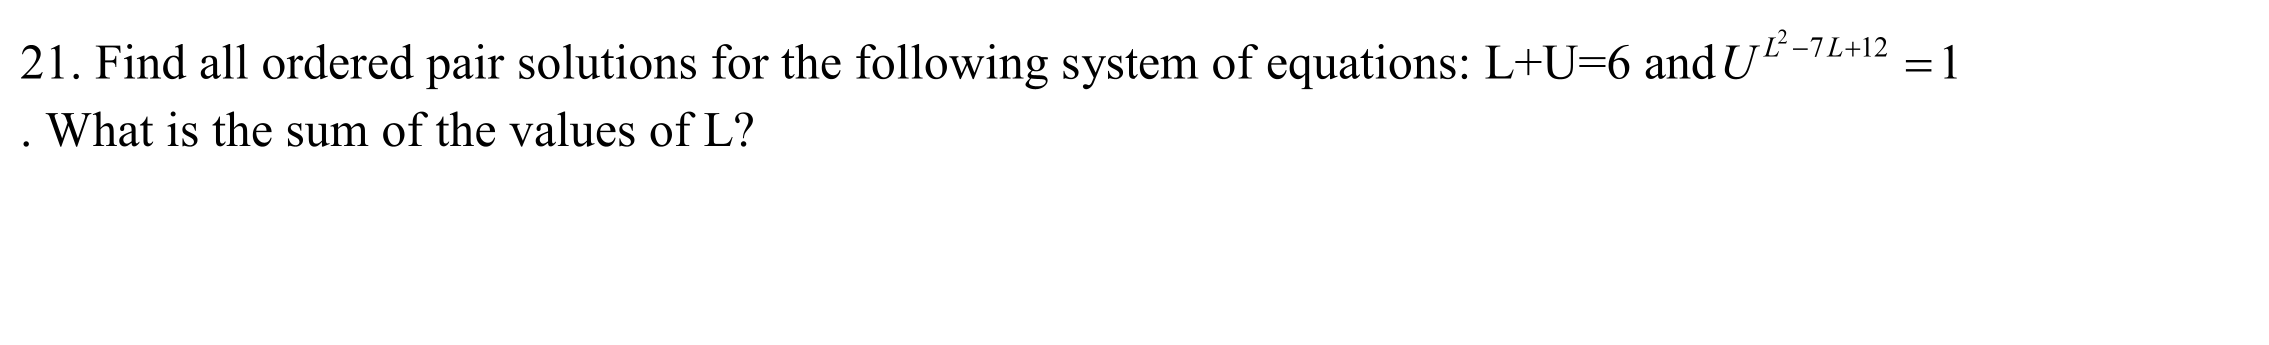 21. Find all ordered pair solutions for the following system of equations: L+U=6 and U^{L^2-7L+12} = 1
. What is the sum of the values of L?